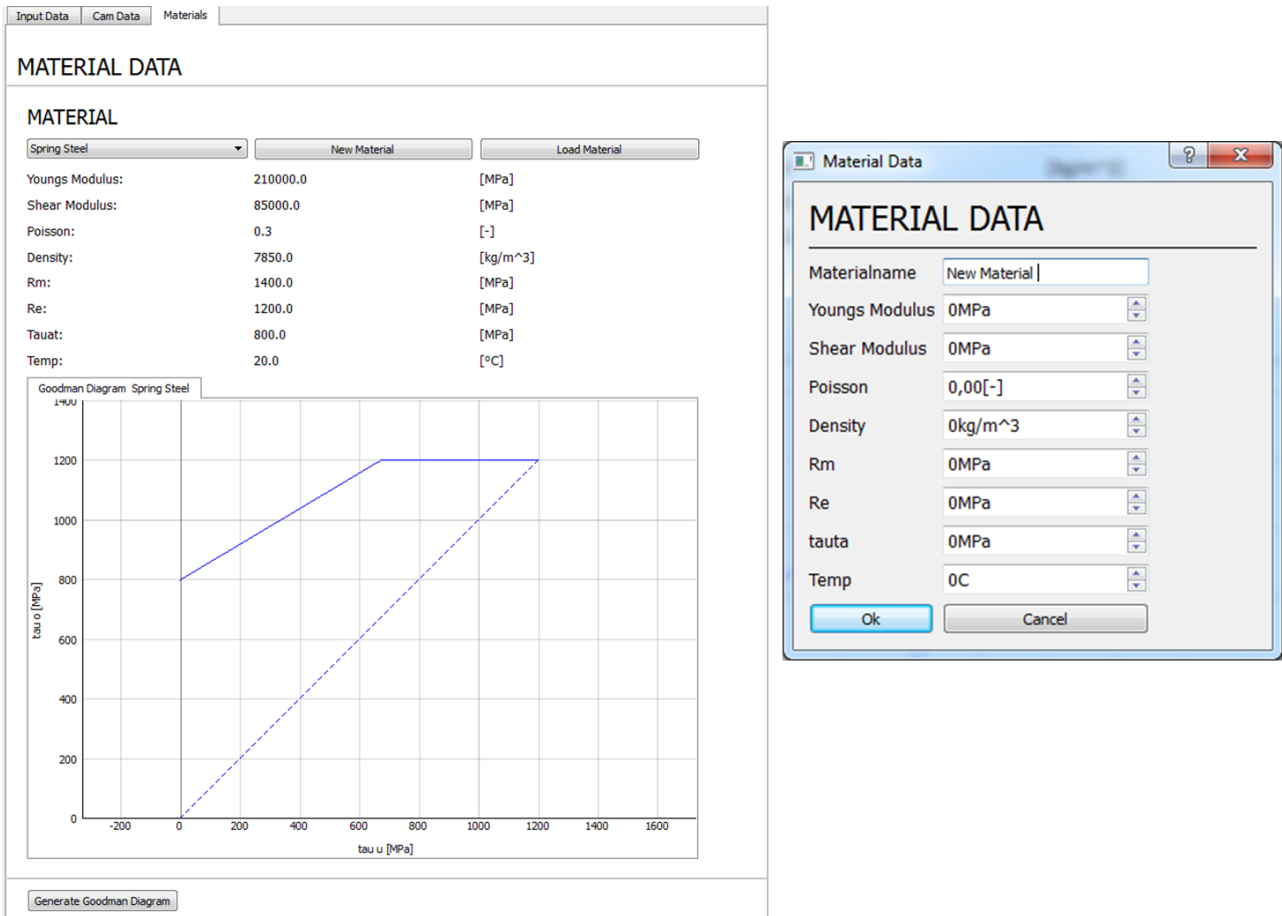 Input Data Cam Data Materials
MATERIAL DATA
MATERIAL
Spring Steel New Material Load Material
Youngs Modulus: 210000.0 [MPa]
Shear Modulus: 85000.0 [MPa]
Poisson: 0.3 [-]
Density: 7850.0 [kg/m^3]
Rm: 1400.0 [MPa]
Re: 1200.0 [MPa]
Tauat: 800.0 [MPa]
Temp: 20.0 [°C]
Goodman Diagram Spring Steel
1400
1200
1000
800
600
400
200
0
tau o [MPa]
-200 0 200 400 600 800 1000 1200 1400 1600
tau u [MPa]
Generate Goodman Diagram
Material Data
MATERIAL DATA
Materialname New Material
Youngs Modulus 0MPa
Shear Modulus 0MPa
Poisson 0,00[-]
Density 0kg/m^3
Rm 0MPa
Re 0MPa
tauta 0MPa
Temp 0C
Ok Cancel